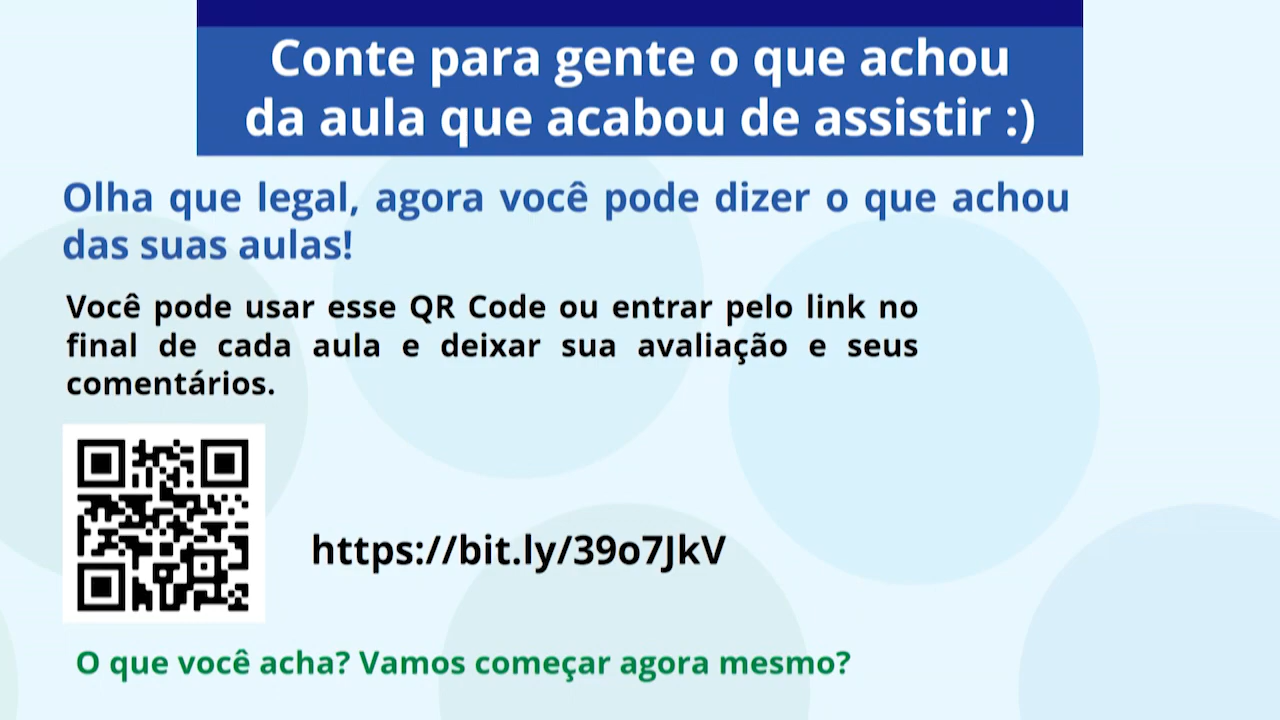 Conte para gente o que achou
da aula que acabou de assistir :)
Olha que legal, agora você pode dizer o que achou
das suas aulas!
Você pode usar esse QR Code ou entrar pelo link no
final de cada aula e deixar sua avaliação e seus
comentários.
https://bit.ly/39o7JkV
O que você acha? Vamos começar agora mesmo?